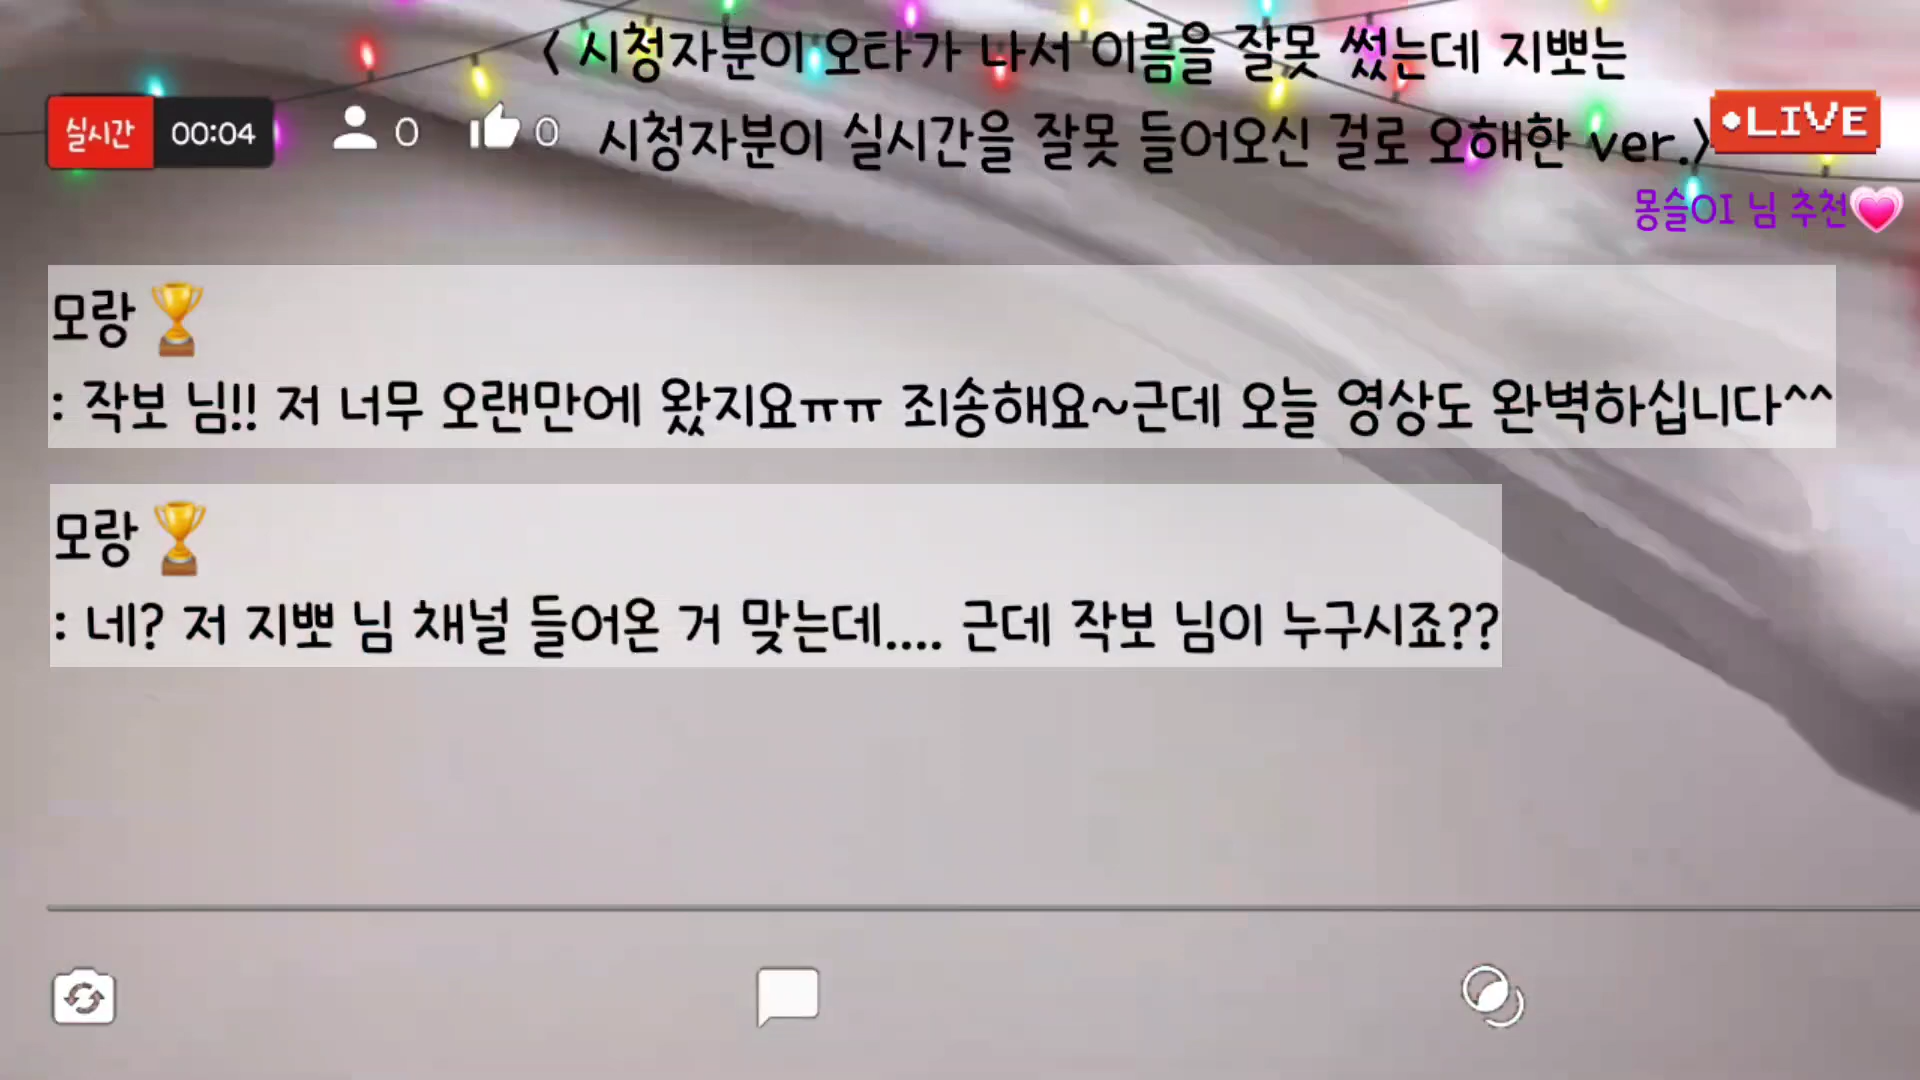 < 시청자분이 오타가 나서 이름을 잘못 썼는데 지뽀는
시청자분이 실시간을 잘못 들어오신 걸로 오해한 ver.>
실시간 00:04 0 0
•LIVE
몽슬OI 님 추천
모랑
: 작보 님!! 저 너무 오랜만에 왔지요ㅠㅠ 죄송해요~근데 오늘 영상도 완벽하십니다^^
모랑
: 네? 저 지뽀 님 채널 들어온 거 맞는데.... 근데 작보 님이 누구시죠??